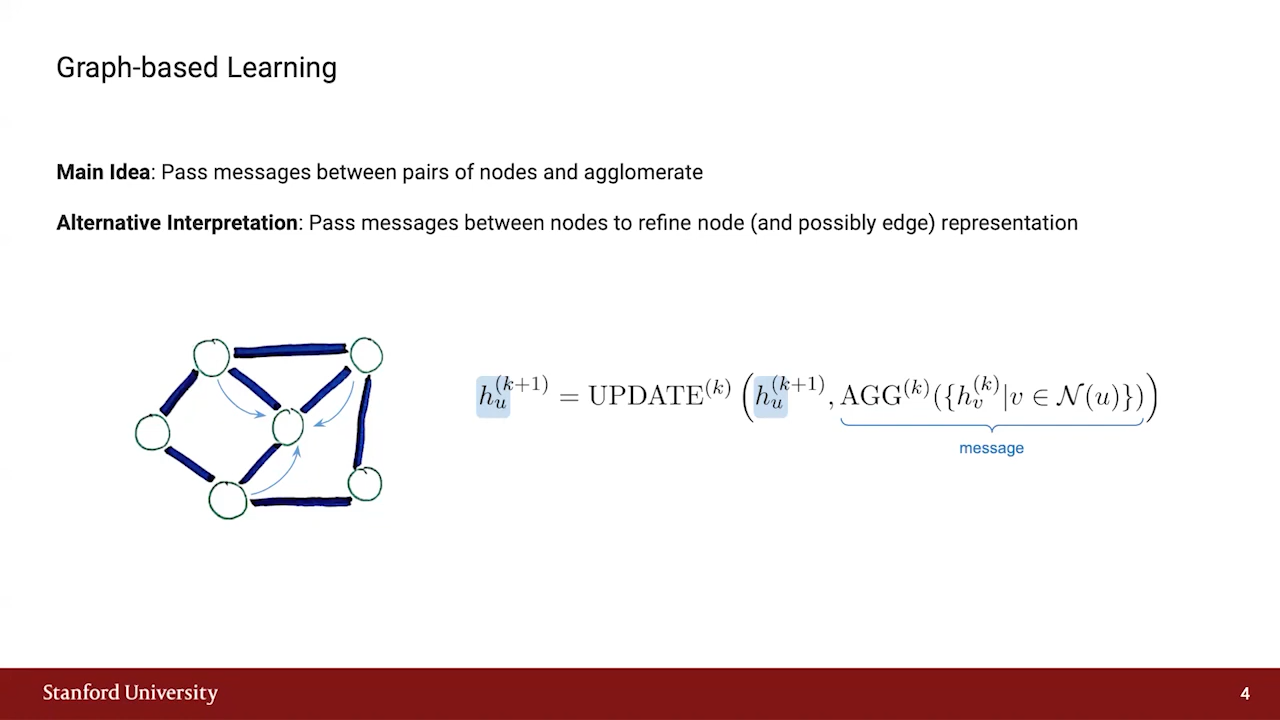 Graph-based Learning
Main Idea: Pass messages between pairs of nodes and agglomerate
Alternative Interpretation: Pass messages between nodes to refine node (and possibly edge) representation
h_u^{(k+1)} = UPDATE^{(k)} ( h_u^{(k+1)}, AGG^{(k)}({h_v^{(k)}|v ∈ 𝒩(u)}) )
message
Stanford University
4